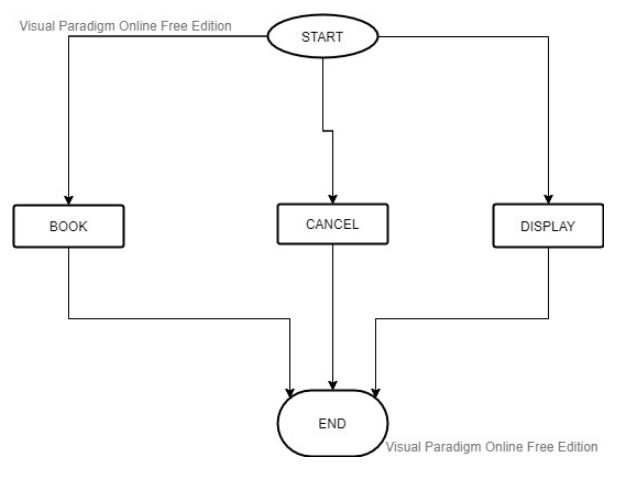 Visual Paradigm Online Free Edition
START
BOOK
CANCEL
DISPLAY
END
Visual Paradigm Online Free Edition